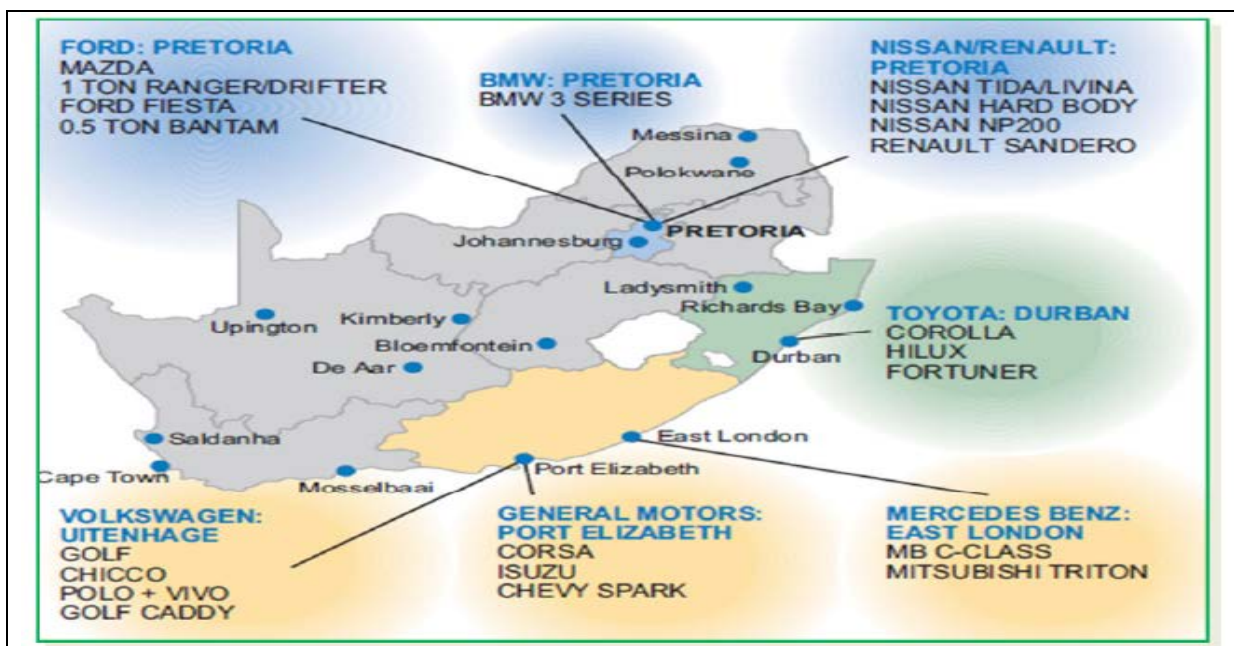 FORD: PRETORIA
MAZDA
1 TON RANGER/DRIFTER
FORD FIESTA
0.5 TON BANTAM
BMW: PRETORIA
BMW 3 SERIES
NISSAN/RENAULT:
PRETORIA
NISSAN TIDA/LIVINA
NISSAN HARD BODY
NISSAN NP200
RENAULT SANDERO
Messina
Polokwane
PRETORIA
Johannesburg
Ladysmith
Richards Bay
Upington
Kimberly
Bloemfontein
Durban
De Aar
TOYOTA: DURBAN
COROLLA
HILUX
FORTUNER
Saldanha
East London
Cape Town
Mosselbaai
Port Elizabeth
VOLKSWAGEN:
UITENHAGE
GOLF
CHICCO
POLO + VIVO
GOLF CADDY
GENERAL MOTORS:
PORT ELIZABETH
CORSA
ISUZU
CHEVY SPARK
MERCEDES BENZ:
EAST LONDON
MB C-CLASS
MITSUBISHI TRITON